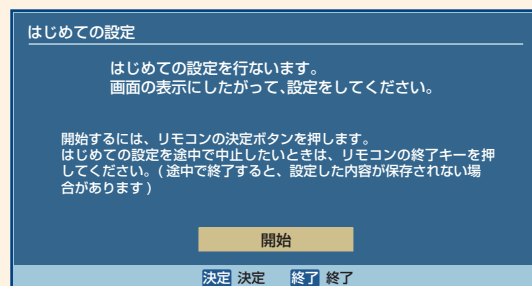 はじめての設定
はじめての設定を行ないます。
画面の表示にしたがって、設定をしてください。
開始するには、リモコンの決定ボタンを押します。
はじめての設定を途中で中止したいときは、リモコンの終了キーを押
してください。(途中で終了すると、設定した内容が保存されない場
合があります)
開始
決定 決定 終了 終了